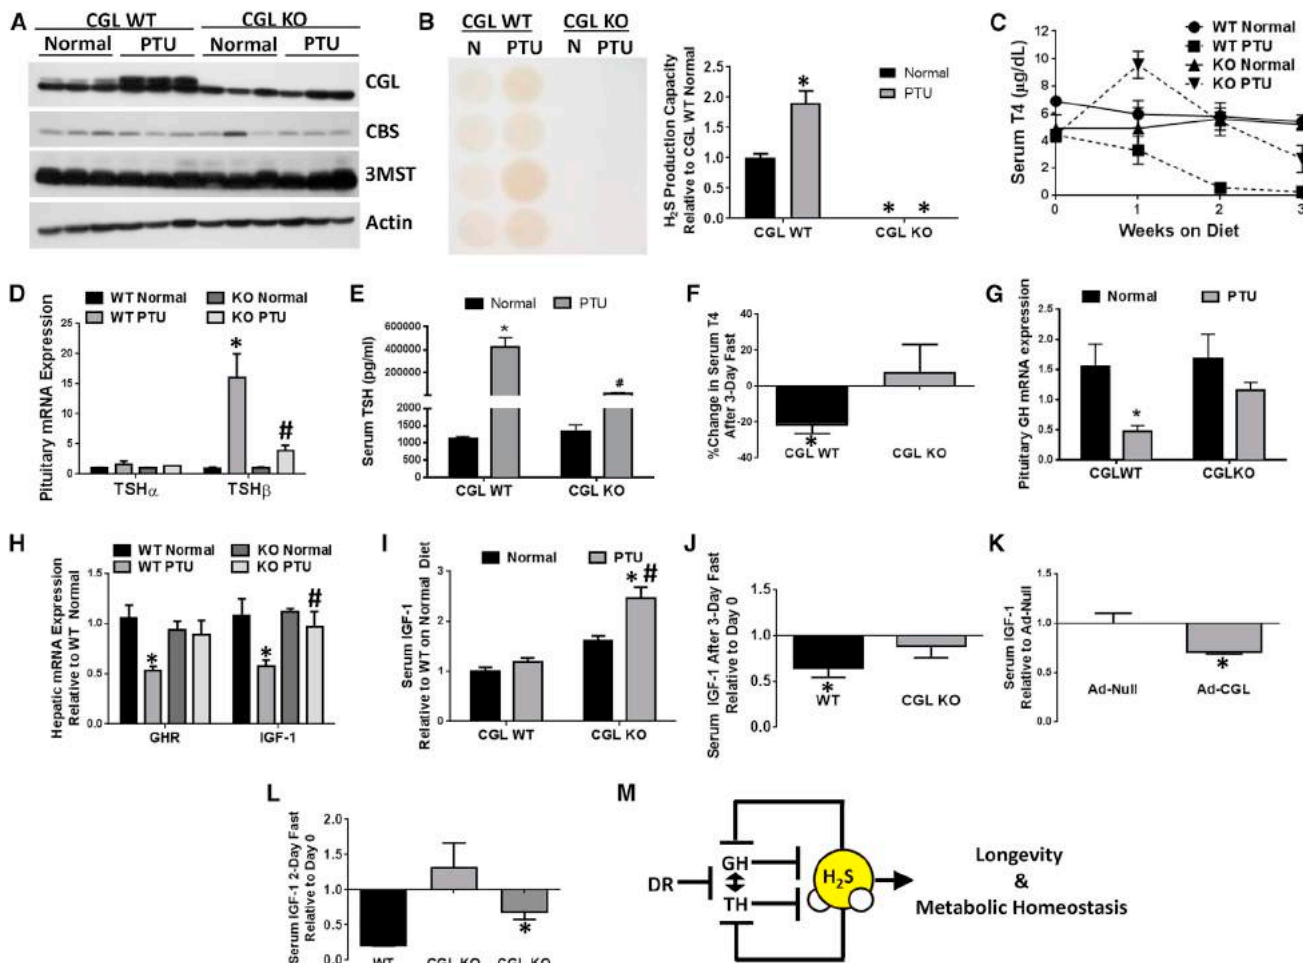 A
CGL WT
CGL KO
Normal
PTU
Normal
PTU
CGL
CBS
3MST
Actin
B
CGL WT
CGL KO
N PTU N PTU
H2S Production Capacity
Relative to CGL WT Normal
2.5
2.0
1.5
1.0
0.5
0.0
Normal
PTU
*
* *
CGL WT
CGL KO
C
Serum T4 (µg/dL)
12
10
8
6
4
2
0
WT Normal
WT PTU
KO Normal
KO PTU
0 1 2 3
Weeks on Diet
D
WT Normal
KO Normal
WT PTU
KO PTU
Pituitary mRNA Expression
25
20
15
10
5
0
*
#
TSHα
TSHβ
E
Normal
PTU
Serum TSH (pg/ml)
600000
400000
200000
2000
1500
1000
500
0
*
#
CGL WT
CGL KO
F
%Change in Serum T4
After 3-Day Fast
40
20
0
-20
-40
*
CGL WT
CGL KO
G
Normal
PTU
Pituitary GH mRNA expression
2.5
2.0
1.5
1.0
0.5
0.0
*
CGLWT
CGLKO
H
WT Normal
KO Normal
WT PTU
KO PTU
Hepatic mRNA Expression
Relative to WT Normal
1.5
1.0
0.5
0.0
*
*
#
GHR
IGF-1
I
Normal
PTU
Serum IGF-1
Relative to WT on Normal Diet
3
2
1
0
* #
CGL WT
CGL KO
J
Serum IGF-1 After 3-Day Fast
Relative to Day 0
1.5
1.0
0.5
0.0
*
WT
CGL KO
K
Serum IGF-1
Relative to Ad-Null
1.5
1.0
0.5
0.0
*
Ad-Null
Ad-CGL
L
Serum IGF-1 2-Day Fast
Relative to Day 0
2.0
1.5
1.0
0.5
0.0
*
WT
CGL KO
CGL KO
M
DR
GH
TH
H2S
Longevity
&
Metabolic Homeostasis